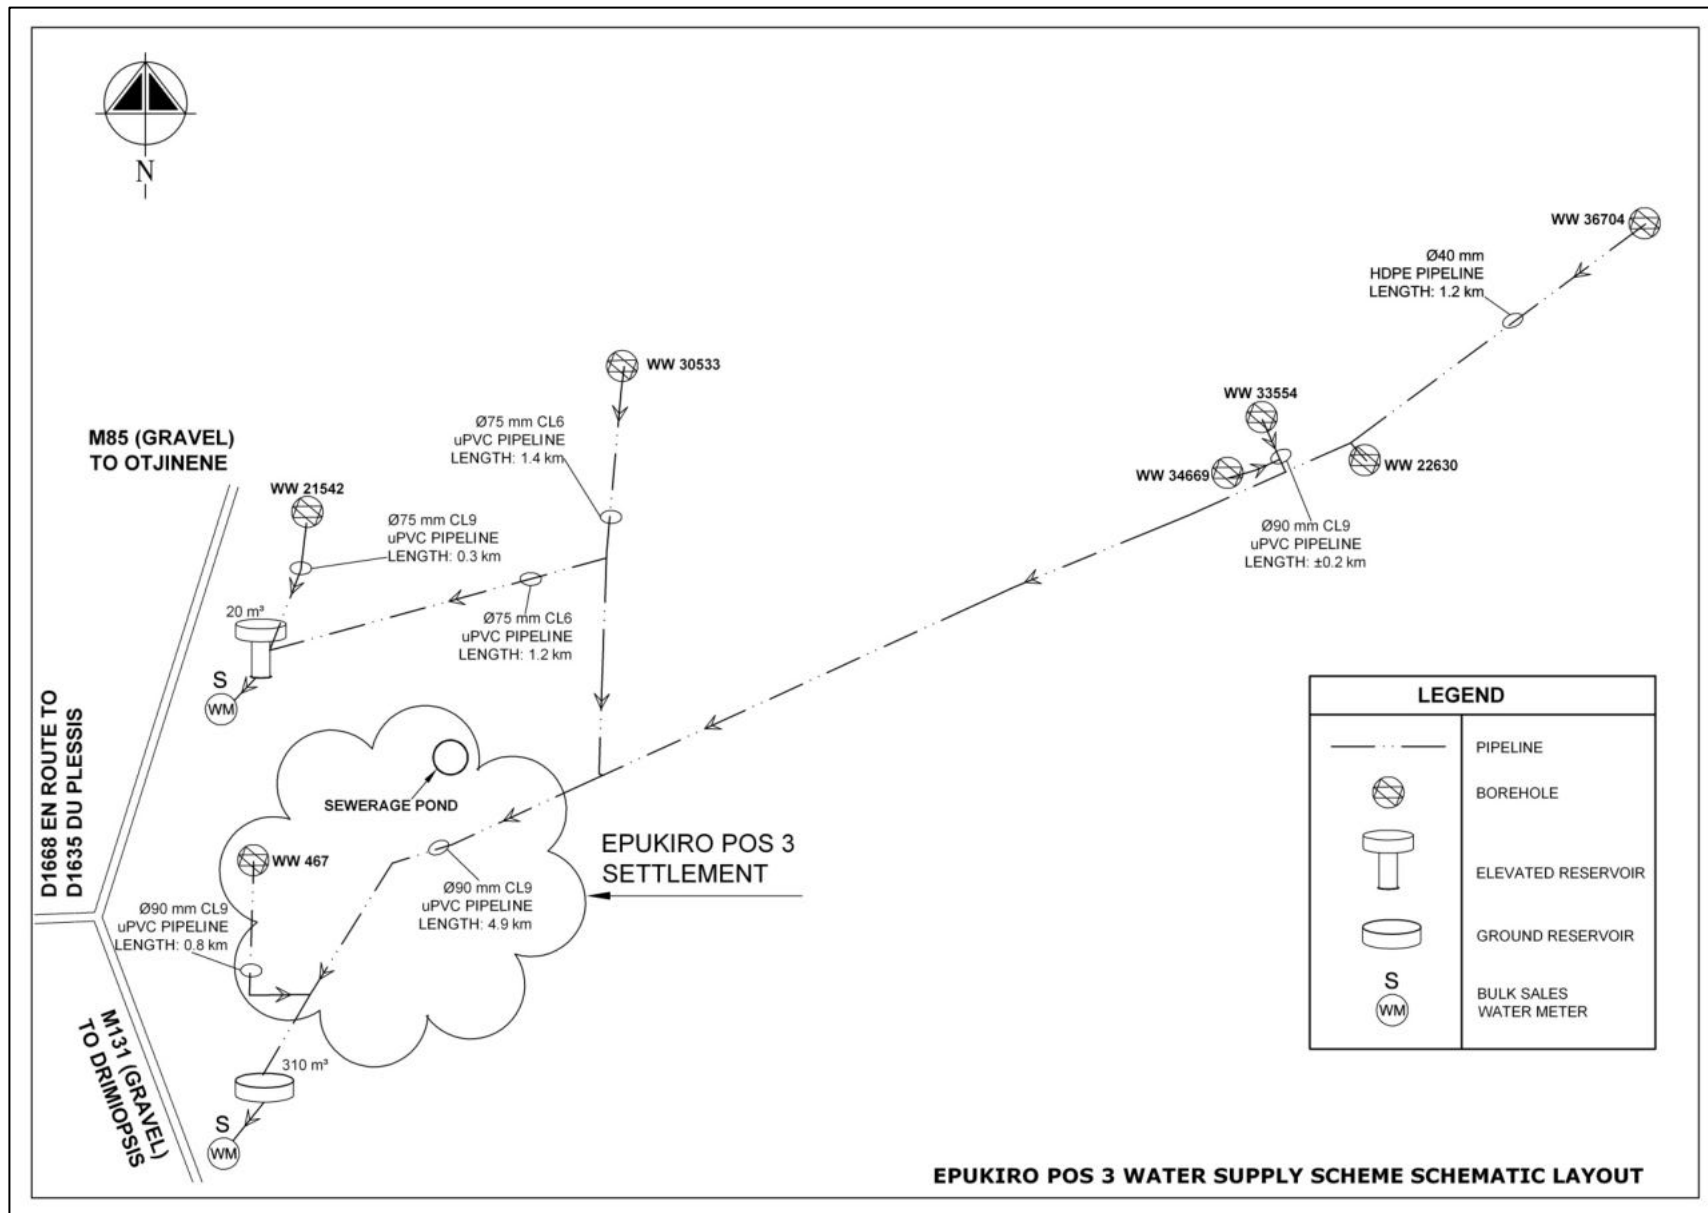 N
WW 36704
Ø40 mm
HDPE PIPELINE
LENGTH: 1.2 km
WW 30533
WW 33554
Ø75 mm CL6
uPVC PIPELINE
LENGTH: 1.4 km
M85 (GRAVEL)
TO OTJINENE
WW 34669
WW 22630
WW 21542
Ø75 mm CL9
uPVC PIPELINE
LENGTH: 0.3 km
Ø90 mm CL9
uPVC PIPELINE
LENGTH: ±0.2 km
20 m³
Ø75 mm CL6
uPVC PIPELINE
LENGTH: 1.2 km
S
WM
D1668 EN ROUTE TO
D1635 DU PLESSIS
SEWERAGE POND
EPUKIRO POS 3
SETTLEMENT
WW 467
Ø90 mm CL9
uPVC PIPELINE
LENGTH: 4.9 km
Ø90 mm CL9
uPVC PIPELINE
LENGTH: 0.8 km
M131 (GRAVEL)
TO DRIMIOPSIS
310 m³
S
WM
LEGEND
PIPELINE
BOREHOLE
ELEVATED RESERVOIR
GROUND RESERVOIR
S
WM
BULK SALES
WATER METER
EPUKIRO POS 3 WATER SUPPLY SCHEME SCHEMATIC LAYOUT